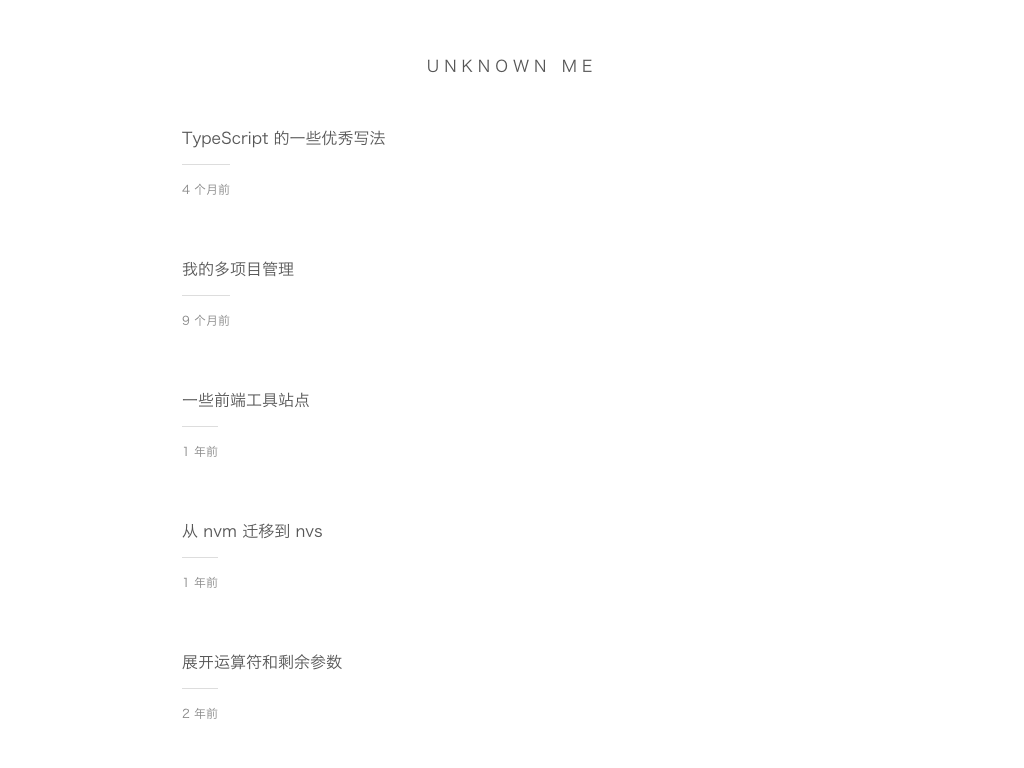 UNKNOWN ME
TypeScript 的一些优秀写法
4 个月前
我的多项目管理
9 个月前
一些前端工具站点
1 年前
从 nvm 迁移到 nvs
1 年前
展开运算符和剩余参数
2 年前